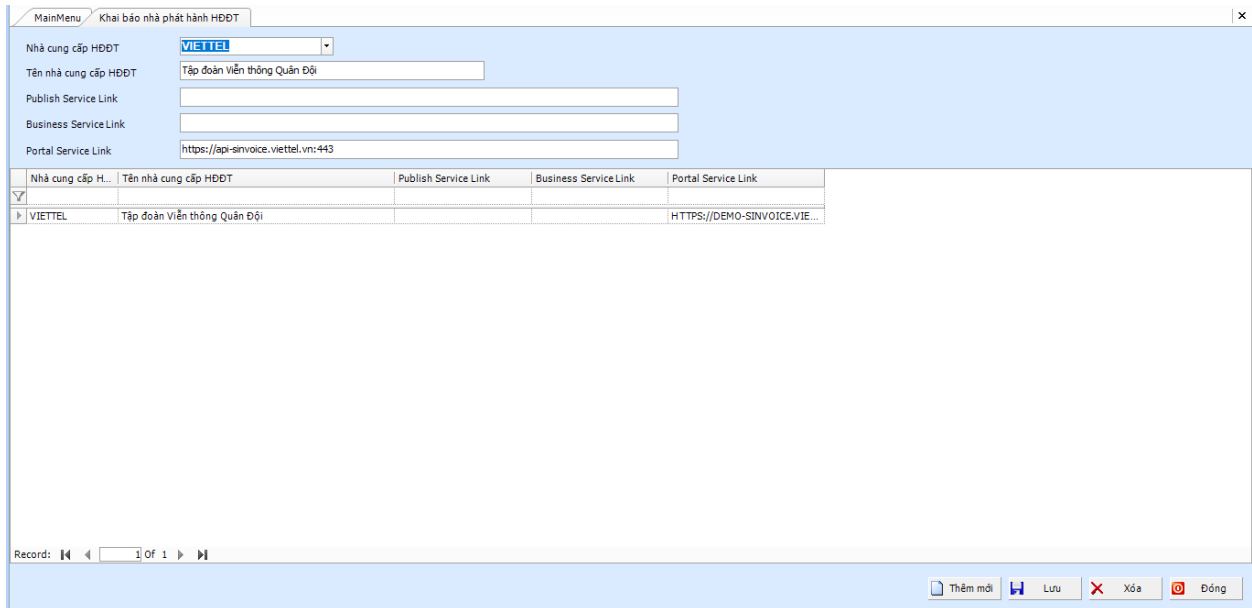 MainMenu Khai báo nhà phát hành HĐĐT
Nhà cung cấp HĐĐT VIETTEL
Tên nhà cung cấp HĐĐT Tập đoàn Viễn thông Quân Đội
Publish Service Link
Business Service Link
Portal Service Link https://api-sinvoice.viettel.vn:443
Nhà cung cấp H... Tên nhà cung cấp HĐĐT Publish Service Link Business Service Link Portal Service Link
VIETTEL Tập đoàn Viễn thông Quân Đội HTTPS://DEMO-SINVOICE.VIE...
Record: 1 Of 1
Thêm mới Lưu Xóa Đóng